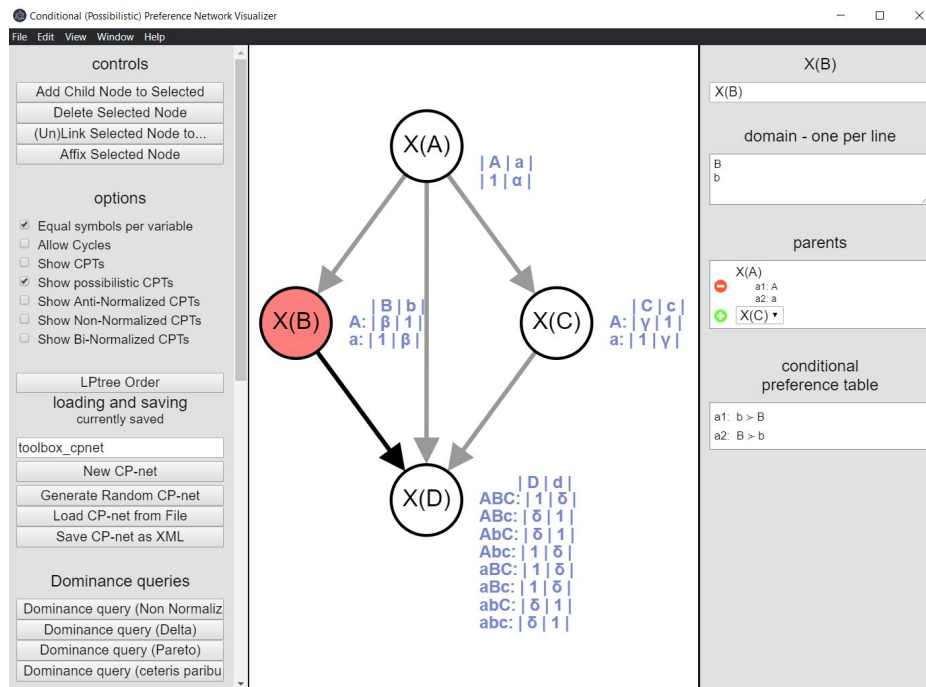 Conditional (Possibilistic) Preference Network Visualizer
File Edit View Window Help
controls
Add Child Node to Selected
Delete Selected Node
(Un)Link Selected Node to...
Affix Selected Node
options
Equal symbols per variable
Allow Cycles
Show CPTs
Show possibilistic CPTs
Show Anti-Normalized CPTs
Show Non-Normalized CPTs
Show Bi-Normalized CPTs
LPtree Order
loading and saving
currently saved
toolbox_cpnet
New CP-net
Generate Random CP-net
Load CP-net from File
Save CP-net as XML
Dominance queries
Dominance query (Non Normaliz
Dominance query (Delta)
Dominance query (Pareto)
Dominance query (ceteris paribu
X(A)
| A | a |
| 1 | α |
X(B)
| B | b |
A: | β | 1 |
a: | 1 | β |
X(C)
| C | c |
A: | γ | 1 |
a: | 1 | γ |
X(D)
| D | d |
ABC: | 1 | δ |
ABc: | δ | 1 |
AbC: | δ | 1 |
Abc: | 1 | δ |
aBC: | 1 | δ |
aBc: | 1 | δ |
abC: | δ | 1 |
abc: | δ | 1 |
X(B)
X(B)
domain - one per line
B
b
parents
X(A)
a1: A
a2: a
X(C)
conditional
preference table
a1: b > B
a2: B > b